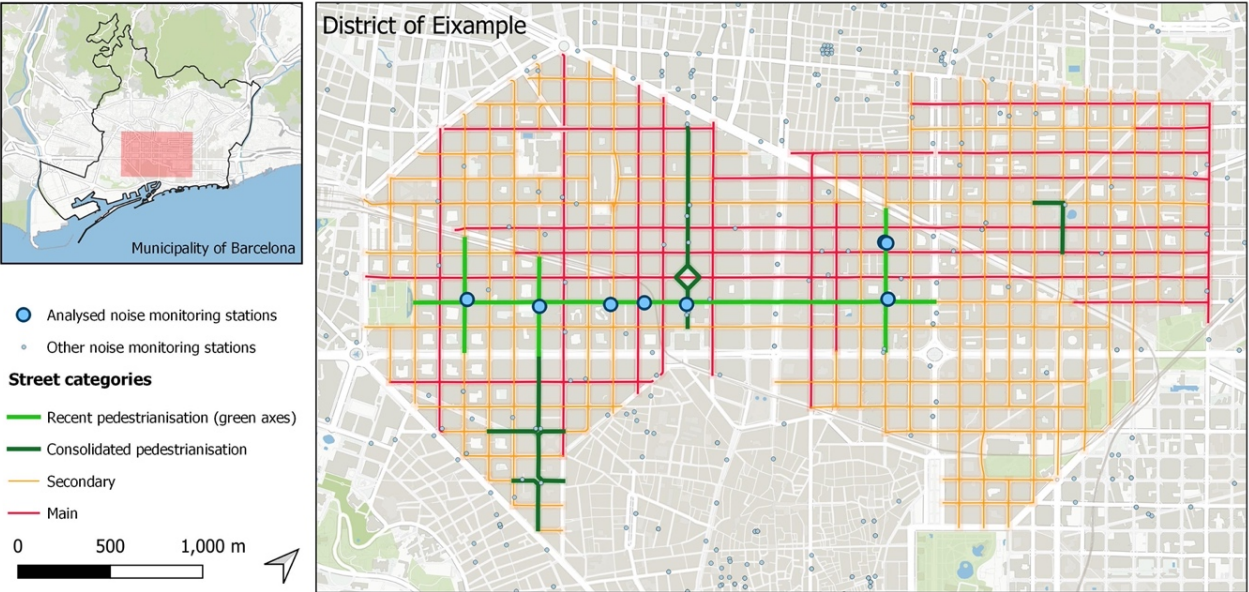 District of Eixample
Municipality of Barcelona
Analysed noise monitoring stations
Other noise monitoring stations
Street categories
Recent pedestrianisation (green axes)
Consolidated pedestrianisation
Secondary
Main
0 500 1,000 m